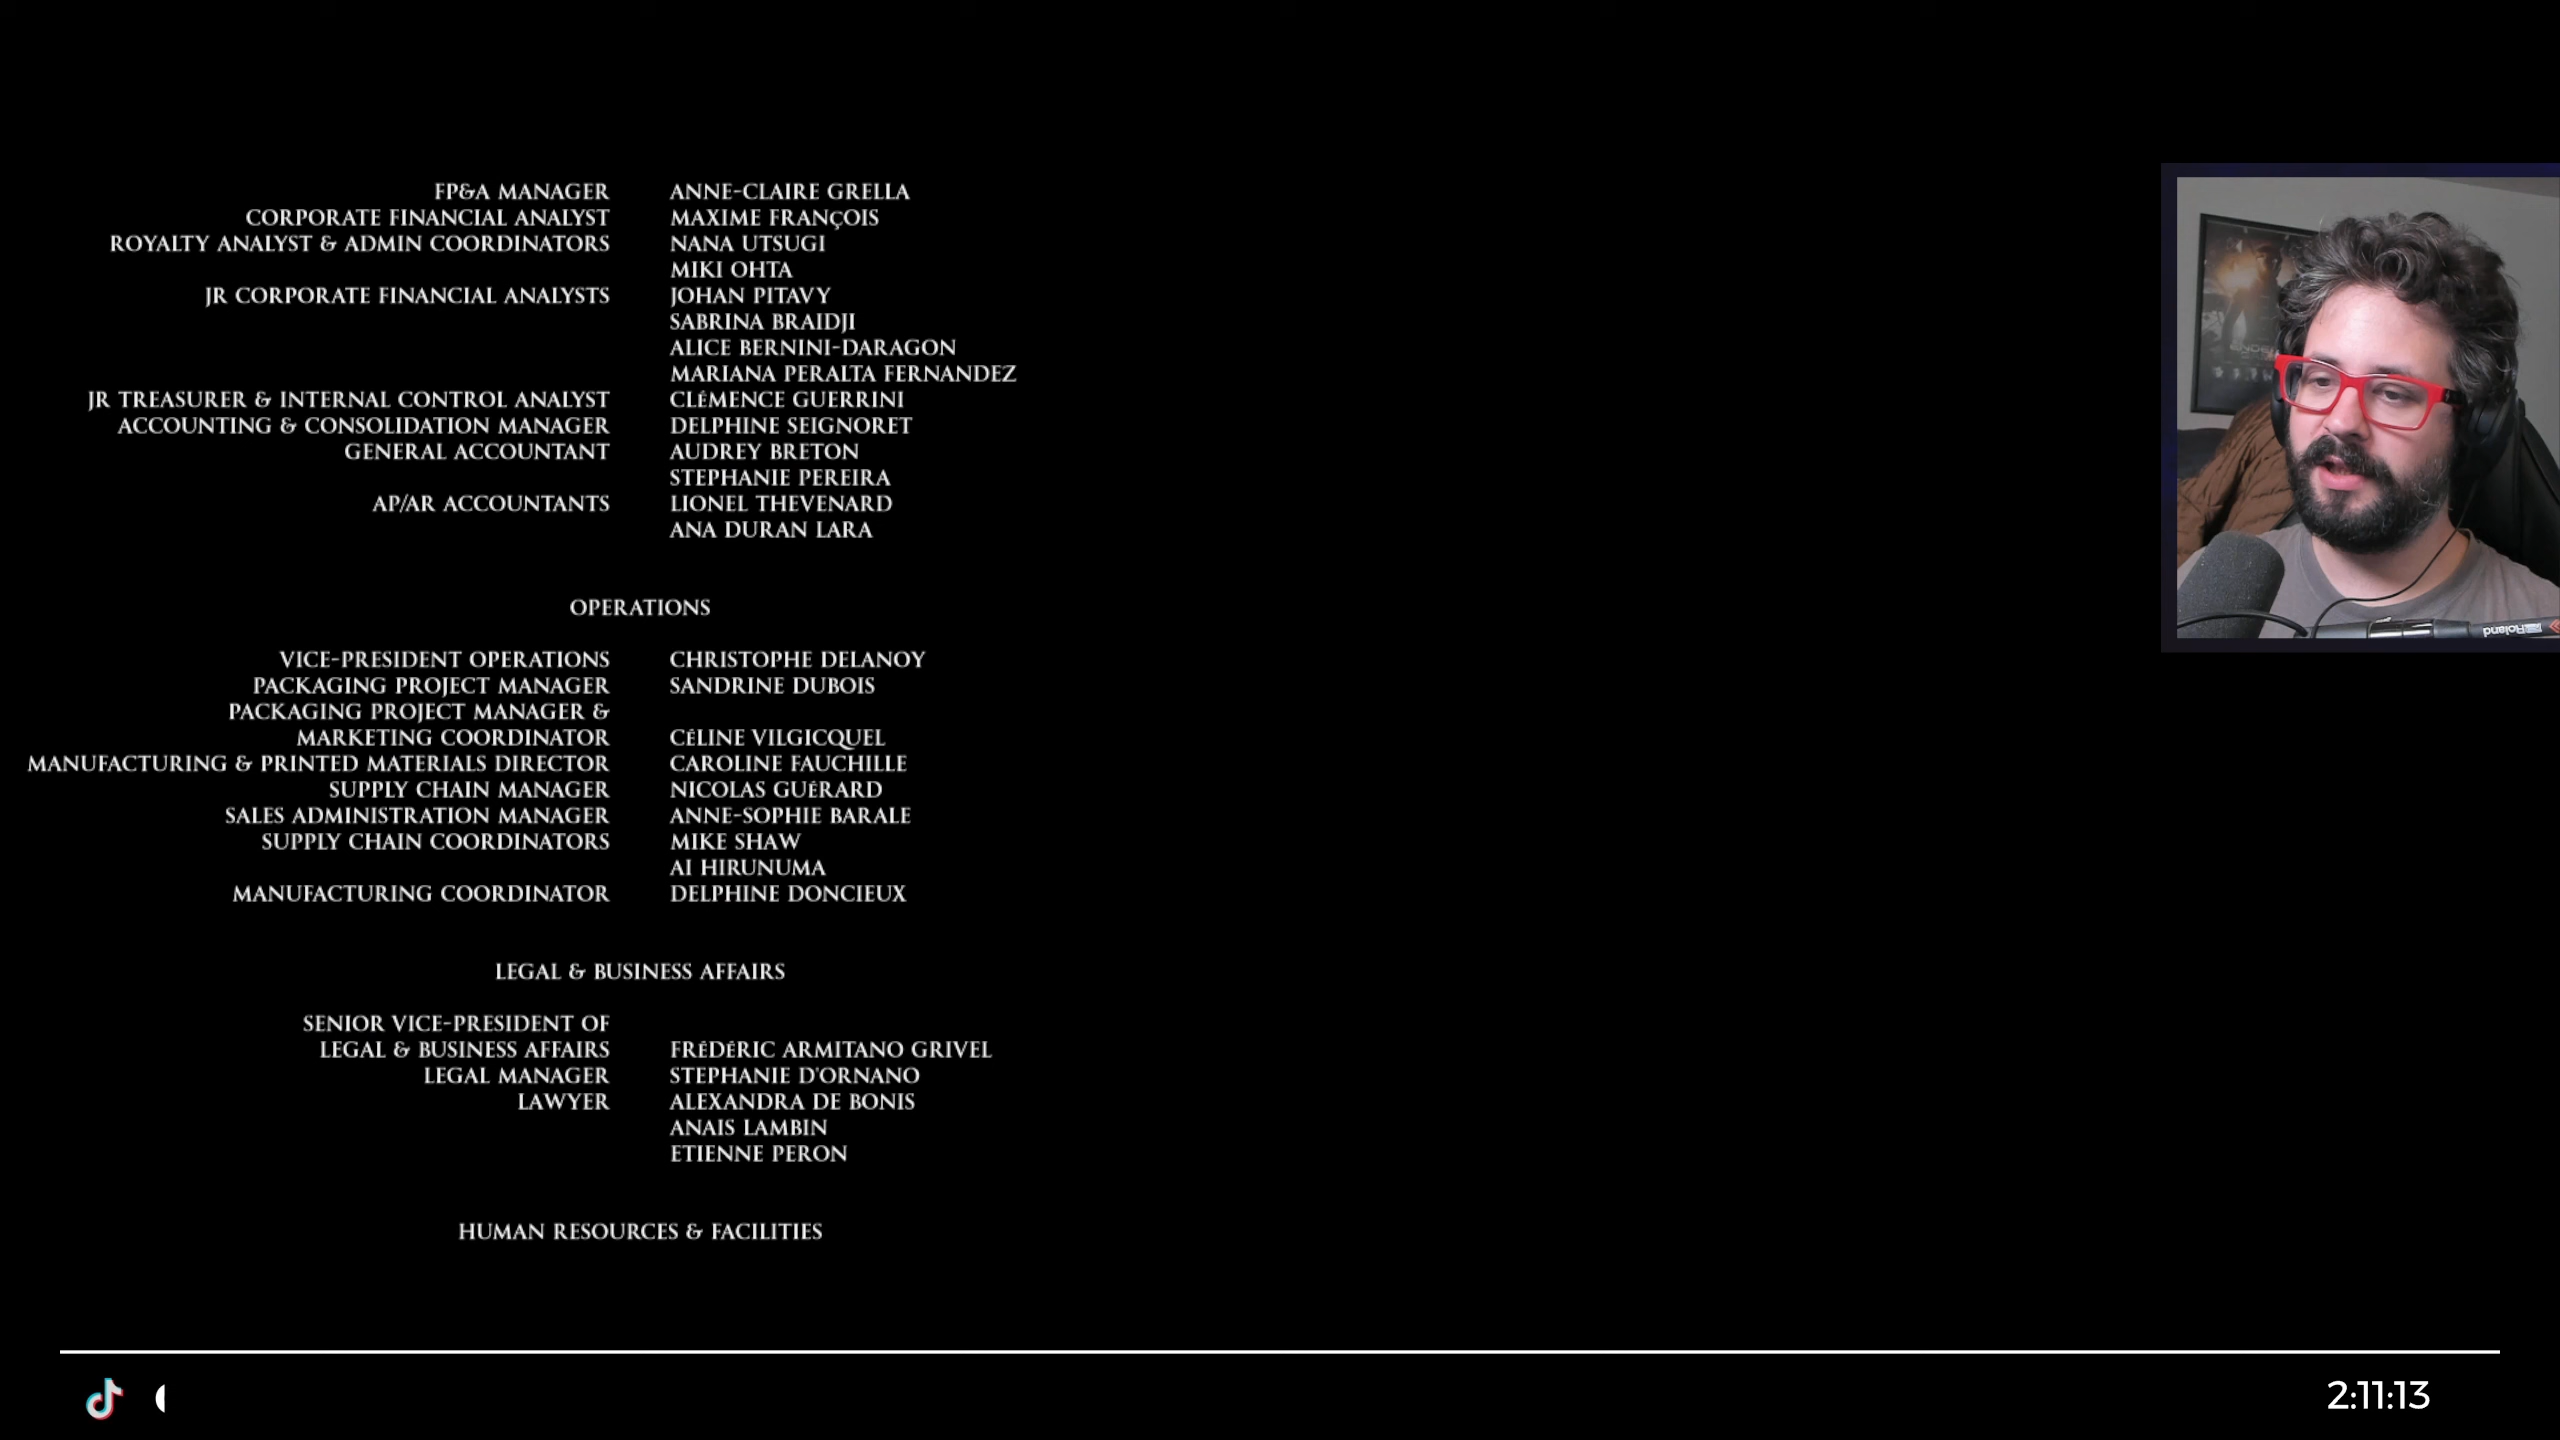 FP&A MANAGER ANNE-CLAIRE GRELLA
CORPORATE FINANCIAL ANALYST MAXIME FRANÇOIS
ROYALTY ANALYST & ADMIN COORDINATORS NANA UTSUGI
MIKI OHTA
JR CORPORATE FINANCIAL ANALYSTS JOHAN PITAVY
SABRINA BRAIDJI
ALICE BERNINI-DARAGON
MARIANA PERALTA FERNANDEZ
JR TREASURER & INTERNAL CONTROL ANALYST CLÉMENCE GUERRINI
ACCOUNTING & CONSOLIDATION MANAGER DELPHINE SEIGNORET
GENERAL ACCOUNTANT AUDREY BRETON
STEPHANIE PEREIRA
AP/AR ACCOUNTANTS LIONEL THEVENARD
ANA DURAN LARA
OPERATIONS
VICE-PRESIDENT OPERATIONS CHRISTOPHE DELANOY
PACKAGING PROJECT MANAGER SANDRINE DUBOIS
PACKAGING PROJECT MANAGER &
MARKETING COORDINATOR CÉLINE VILGICQUEL
MANUFACTURING & PRINTED MATERIALS DIRECTOR CAROLINE FAUCHILLE
SUPPLY CHAIN MANAGER NICOLAS GUÉRARD
SALES ADMINISTRATION MANAGER ANNE-SOPHIE BARALE
SUPPLY CHAIN COORDINATORS MIKE SHAW
AI HIRUNUMA
MANUFACTURING COORDINATOR DELPHINE DONCIEUX
LEGAL & BUSINESS AFFAIRS
SENIOR VICE-PRESIDENT OF
LEGAL & BUSINESS AFFAIRS FRÉDÉRIC ARMITANO GRIVEL
LEGAL MANAGER STEPHANIE D'ORNANO
LAWYER ALEXANDRA DE BONIS
ANAIS LAMBIN
ETIENNE PERON
HUMAN RESOURCES & FACILITIES
Roland
2:11:13